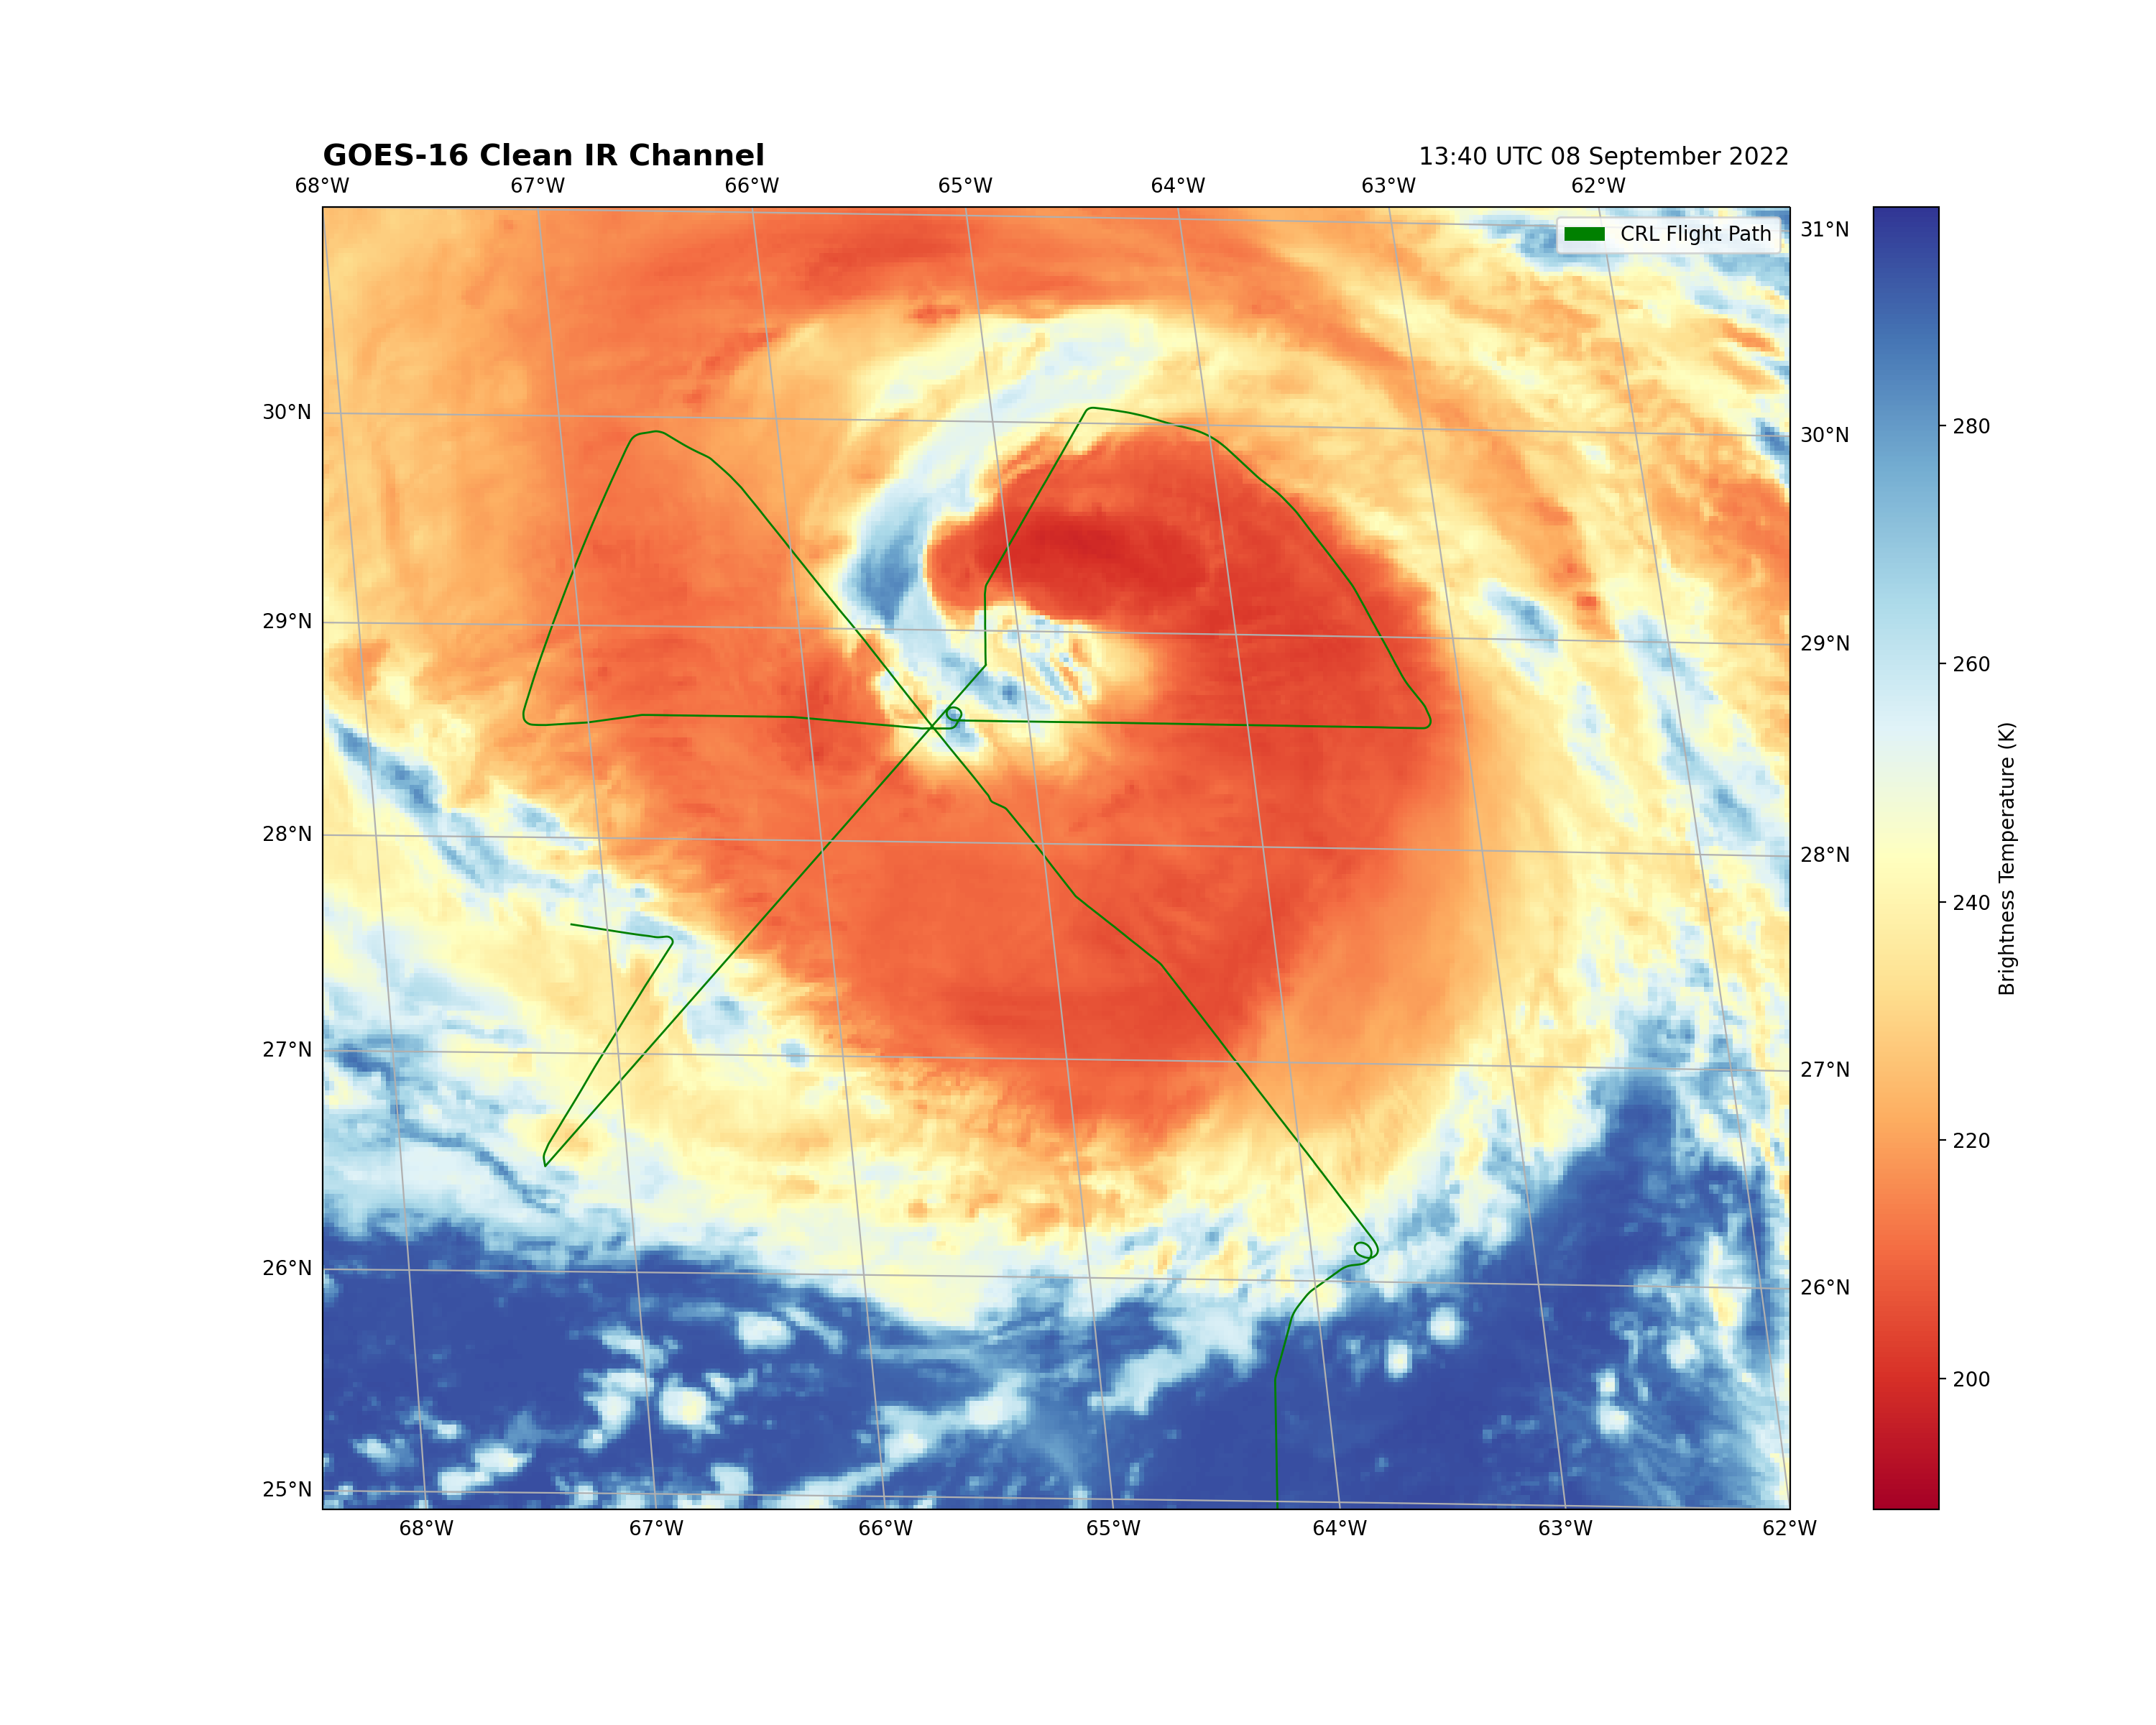 GOES-16 Clean IR Channel
13:40 UTC 08 September 2022
68°W 67°W 66°W 65°W 64°W 63°W 62°W
CRL Flight Path
31°N
30°N 30°N
29°N 29°N
28°N 28°N
27°N 27°N
26°N 26°N
25°N
68°W 67°W 66°W 65°W 64°W 63°W 62°W
280
260
240
220
200
Brightness Temperature (K)